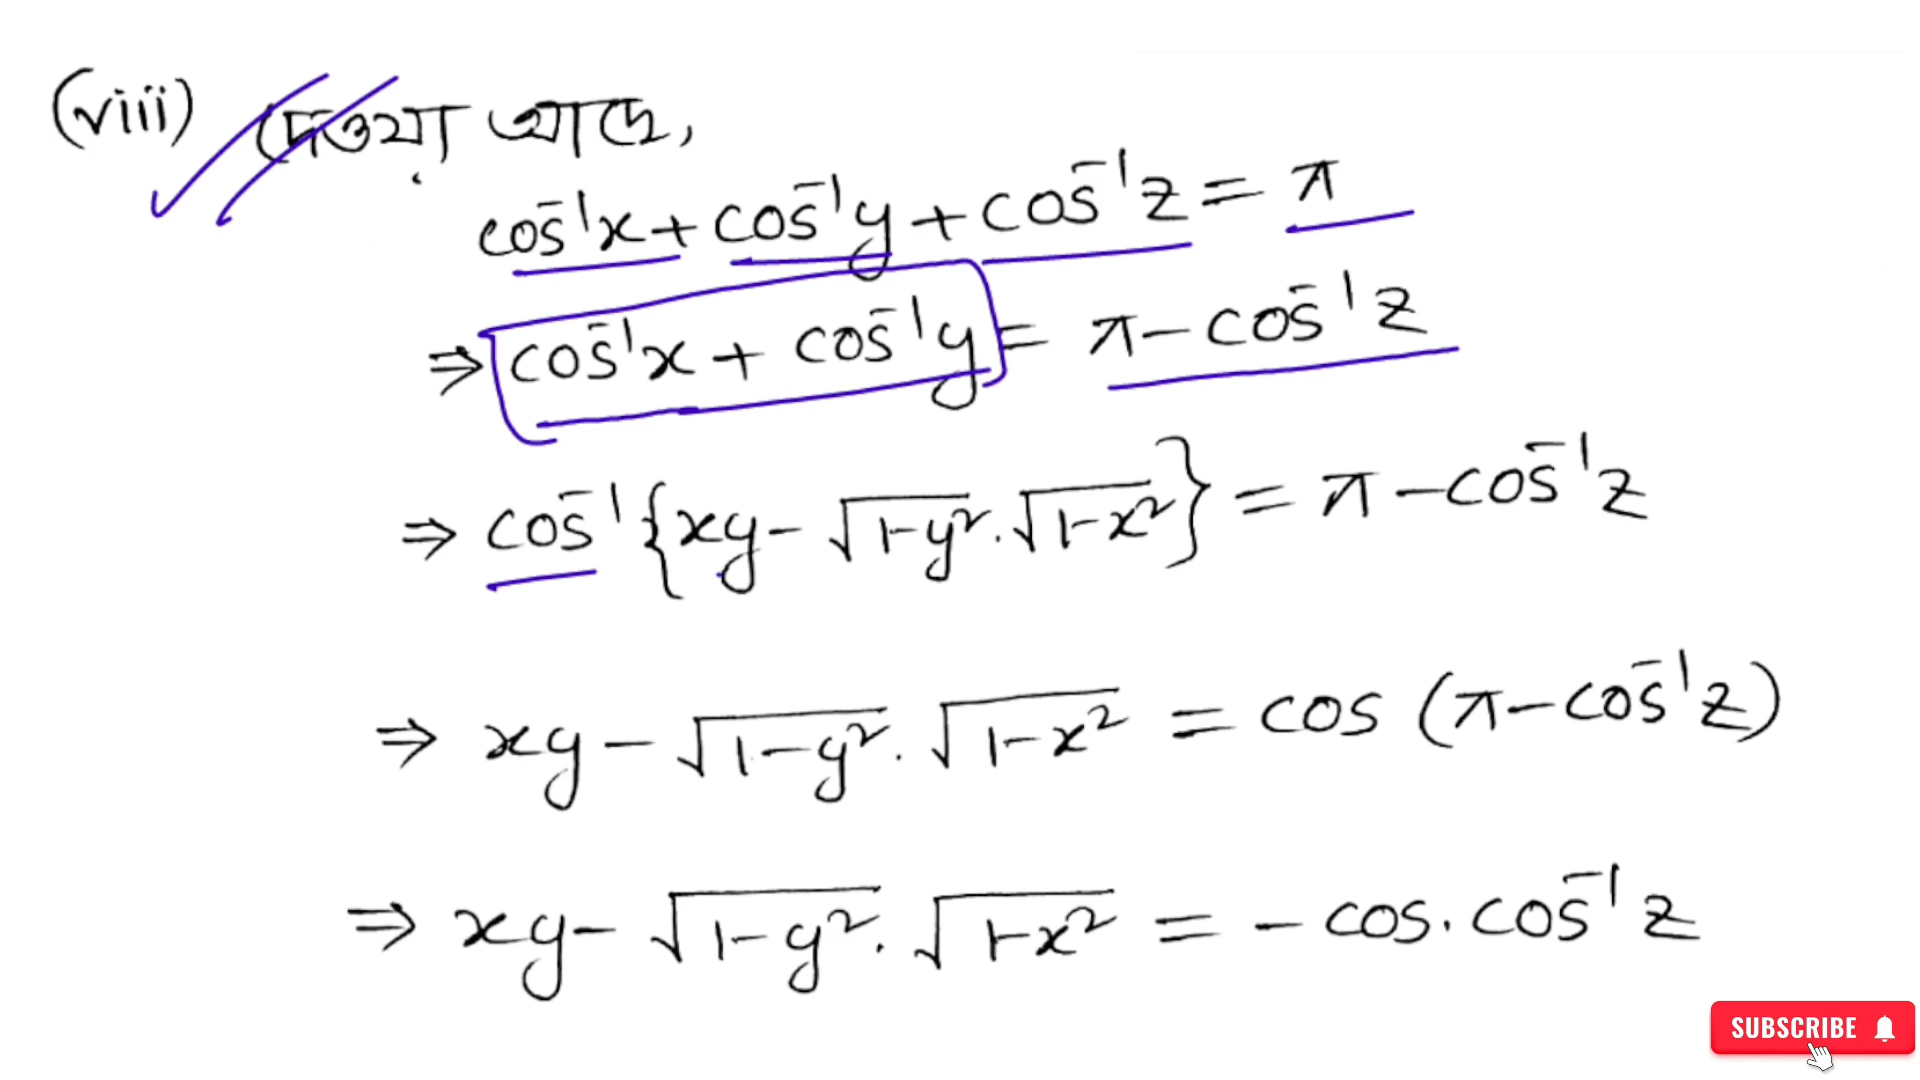 (viii) দেওয়া আছে,
cos⁻¹x + cos⁻¹y + cos⁻¹z = π
⇒ cos⁻¹x + cos⁻¹y = π - cos⁻¹z
⇒ cos⁻¹{xy - √(1-y²) . √(1-x²)} = π - cos⁻¹z
⇒ xy - √(1-y²) . √(1-x²) = cos (π - cos⁻¹z)
⇒ xy - √(1-y²) . √(1-x²) = - cos. cos⁻¹z
SUBSCRIBE